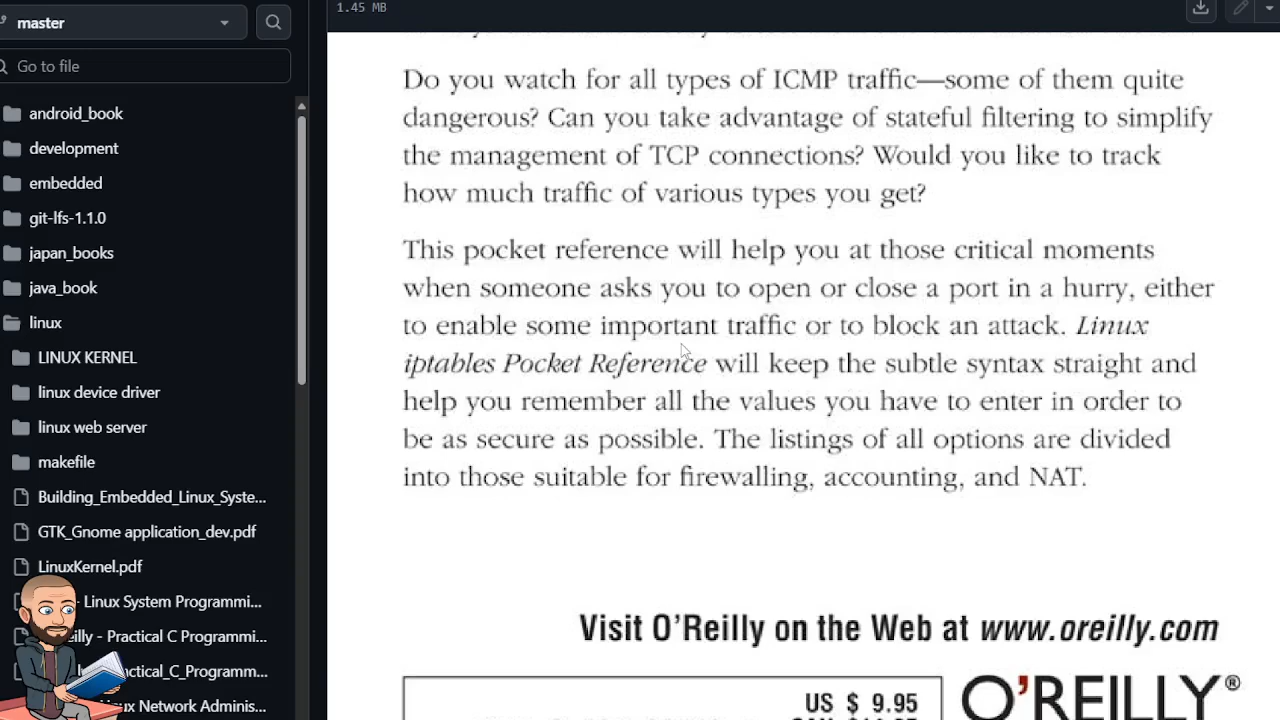 master
1.45 MB
Go to file
android_book
development
embedded
git-lfs-1.1.0
japan_books
java_book
linux
LINUX KERNEL
linux device driver
linux web server
makefile
Building_Embedded_Linux_Syste...
GTK_Gnome application_dev.pdf
LinuxKernel.pdf
- Linux System Programmi...
eilly - Practical C Programmi...
actical_C_Programm...
nux Network Adminis...
Do you watch for all types of ICMP traffic—some of them quite
dangerous? Can you take advantage of stateful filtering to simplify
the management of TCP connections? Would you like to track
how much traffic of various types you get?
This pocket reference will help you at those critical moments
when someone asks you to open or close a port in a hurry, either
to enable some important traffic or to block an attack. Linux
iptables Pocket Reference will keep the subtle syntax straight and
help you remember all the values you have to enter in order to
be as secure as possible. The listings of all options are divided
into those suitable for firewalling, accounting, and NAT.
Visit O'Reilly on the Web at www.oreilly.com
US $ 9.95
O'REILLY®